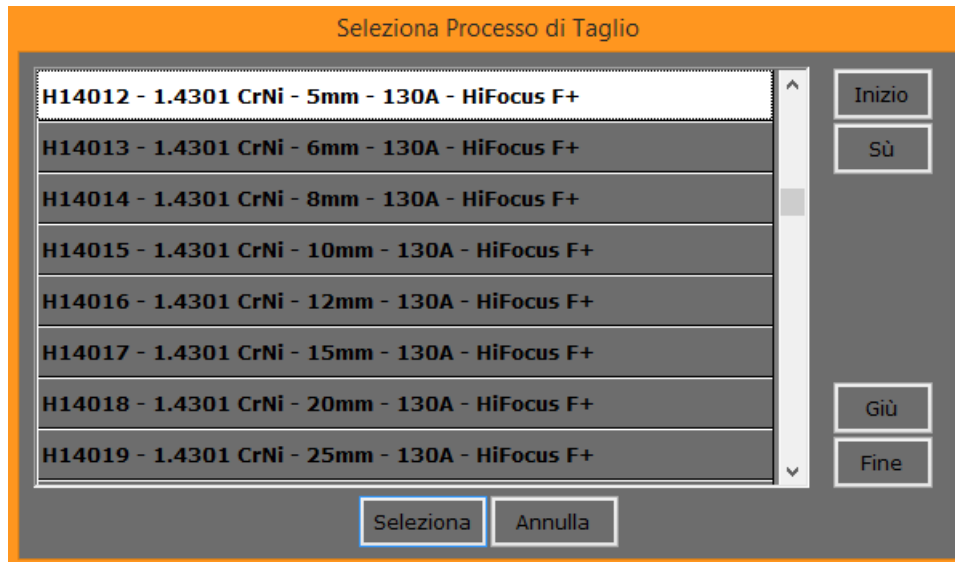 Seleziona Processo di Taglio
H14012 - 1.4301 CrNi - 5mm - 130A - HiFocus F+
H14013 - 1.4301 CrNi - 6mm - 130A - HiFocus F+
H14014 - 1.4301 CrNi - 8mm - 130A - HiFocus F+
H14015 - 1.4301 CrNi - 10mm - 130A - HiFocus F+
H14016 - 1.4301 CrNi - 12mm - 130A - HiFocus F+
H14017 - 1.4301 CrNi - 15mm - 130A - HiFocus F+
H14018 - 1.4301 CrNi - 20mm - 130A - HiFocus F+
H14019 - 1.4301 CrNi - 25mm - 130A - HiFocus F+
Inizio
Sù
Giù
Fine
Seleziona
Annulla